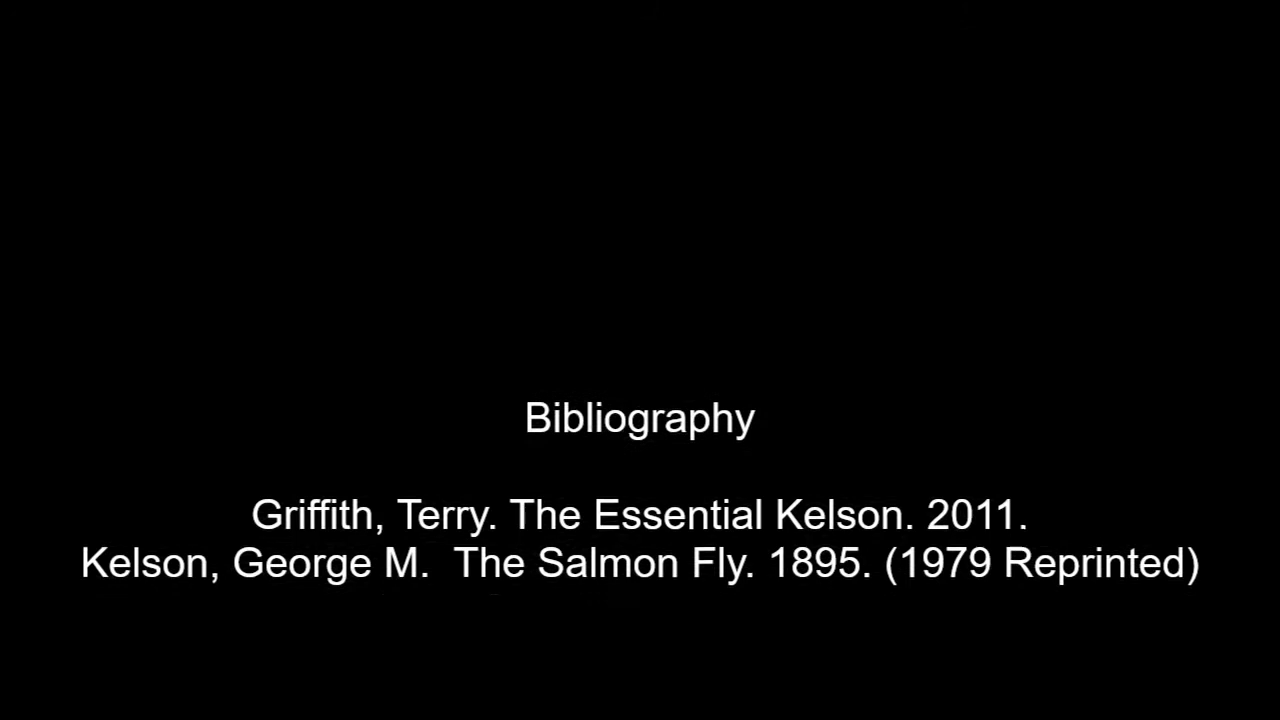 Bibliography
Griffith, Terry. The Essential Kelson. 2011.
Kelson, George M.  The Salmon Fly. 1895. (1979 Reprinted)